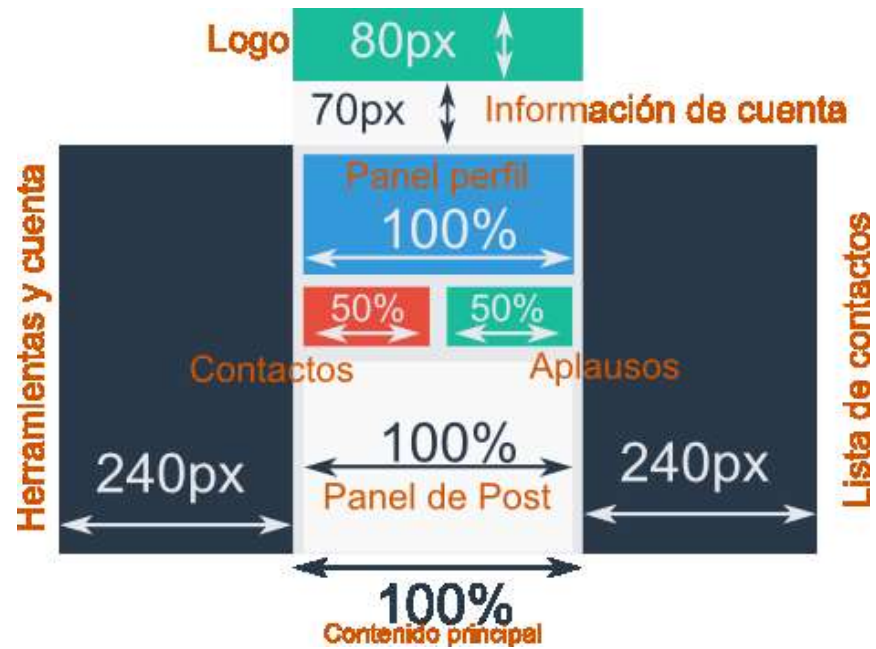 Logo
80px
70px
Información de cuenta
Herramientas y cuenta
Panel perfil
100%
50%
50%
Contactos
Aplausos
100%
Panel de Post
240px
240px
Lista de contactos
100%
Contenido principal